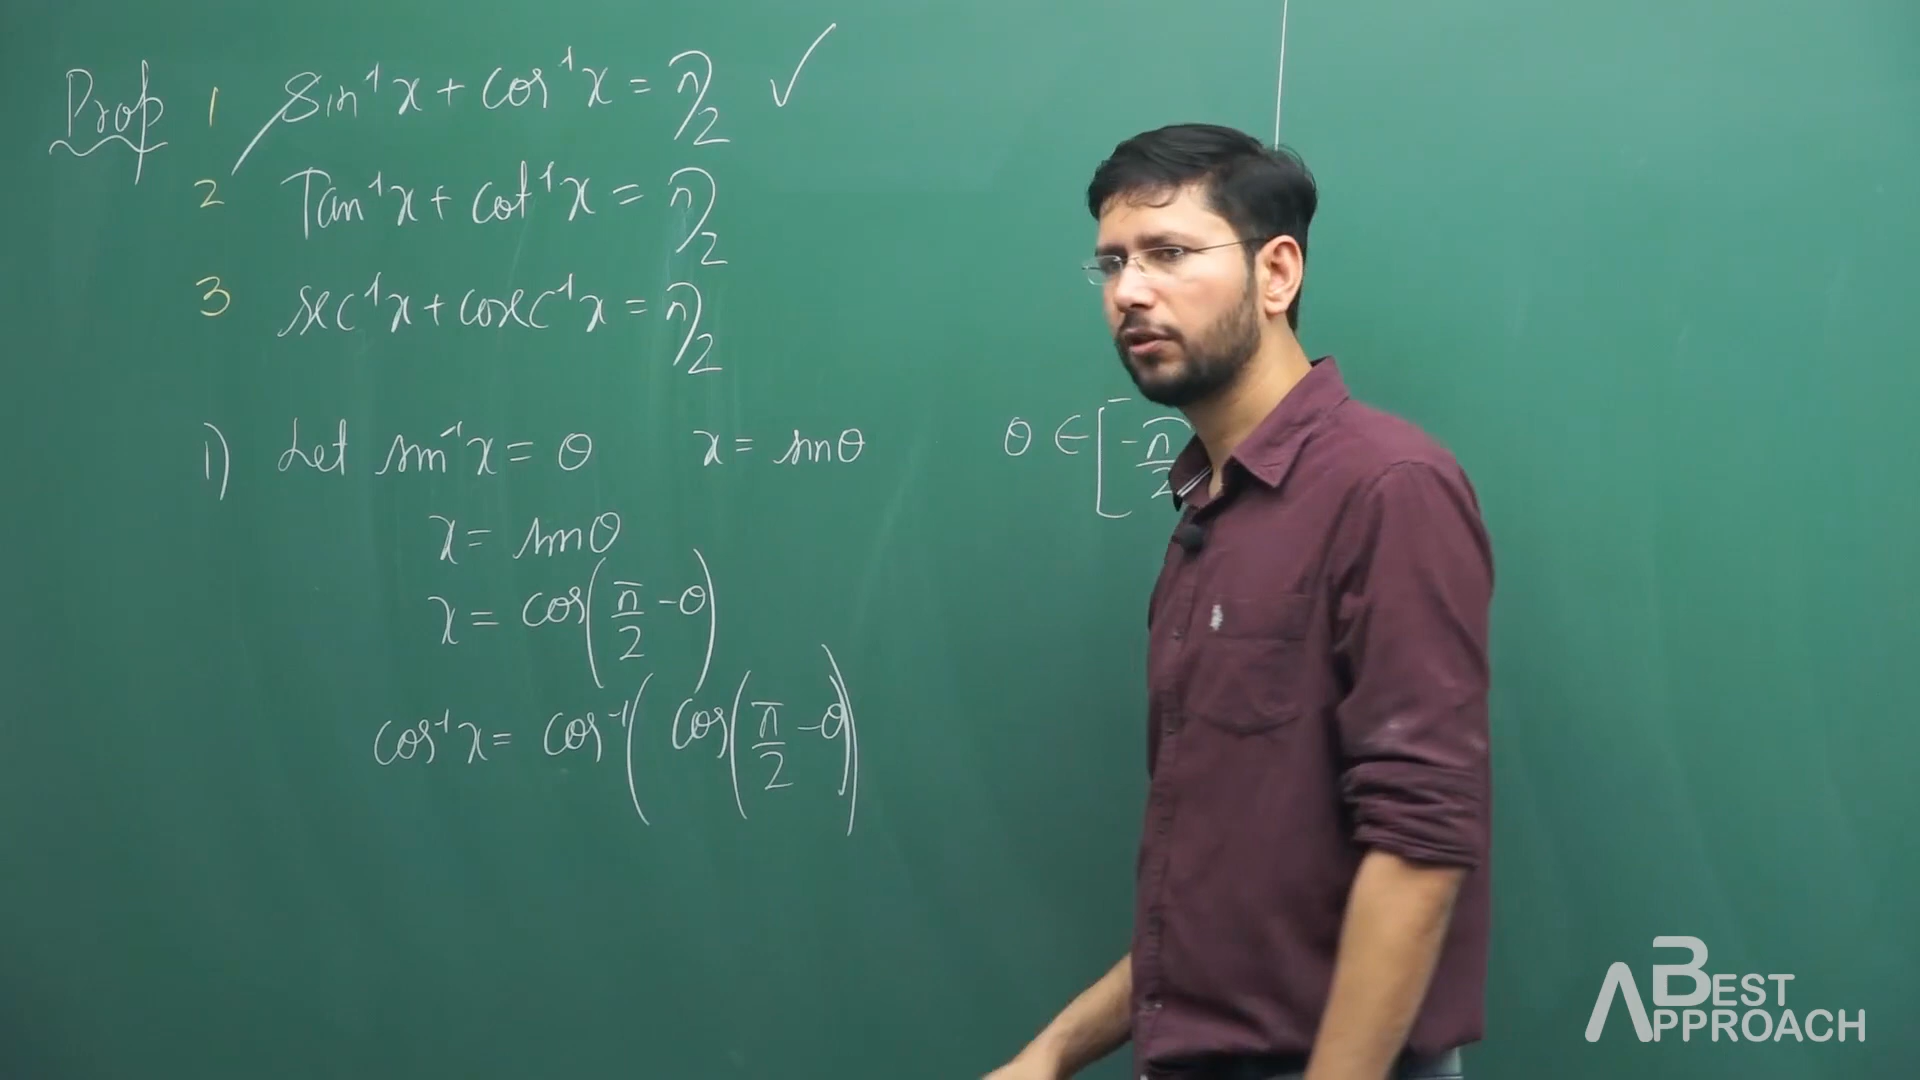 Prop 1 Sin⁻¹x + cos⁻¹x = π/2 ✓
2 Tan⁻¹x + cot⁻¹x = π/2
3 sec⁻¹x + cosec⁻¹x = π/2
1) Let sin⁻¹x = θ x = sinθ θ ∈ [-π/2
x = sinθ
x = cos(π/2 - θ)
cos⁻¹x = cos⁻¹(cos(π/2 - θ))
BEST
APPROACH